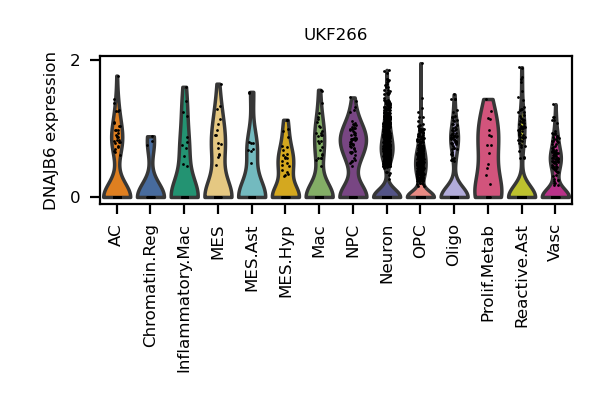 UKF266
DNAJB6 expression
2
0
AC
Chromatin.Reg
Inflammatory.Mac
MES
MES.Ast
MES.Hyp
Mac
NPC
Neuron
OPC
Oligo
Prolif.Metab
Reactive.Ast
Vasc